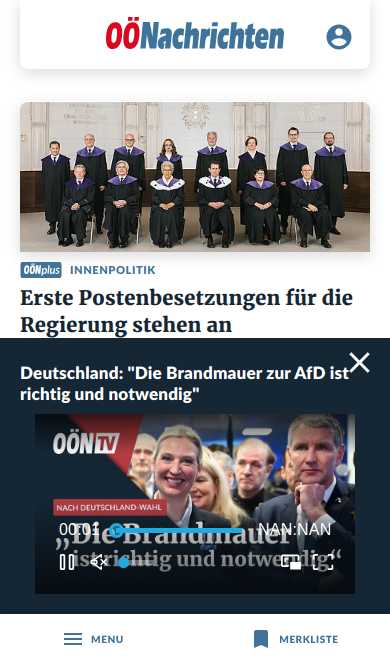 OÖNachrichten
OÖNplus INNENPOLITIK
Erste Postenbesetzungen für die
Regierung stehen an
Deutschland: "Die Brandmauer zur AfD ist
richtig und notwendig"
OÖN TV
NACH DEUTSCHLAND-WAHL
00:01 NAN:NAN
„Die Brandmauer
ist richtig und notwendig“
MENU MERKLISTE